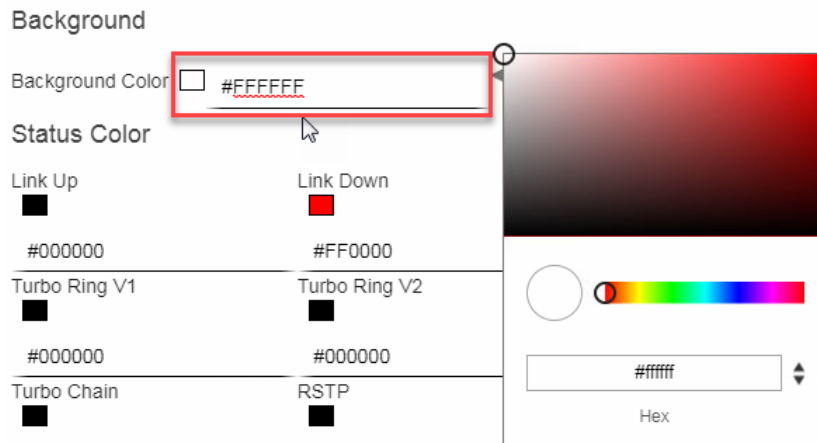 Background
Background Color #FFFFFF
Status Color
Link Up Link Down
#000000 #FF0000
Turbo Ring V1 Turbo Ring V2
#000000 #000000
Turbo Chain RSTP
#ffffff
Hex